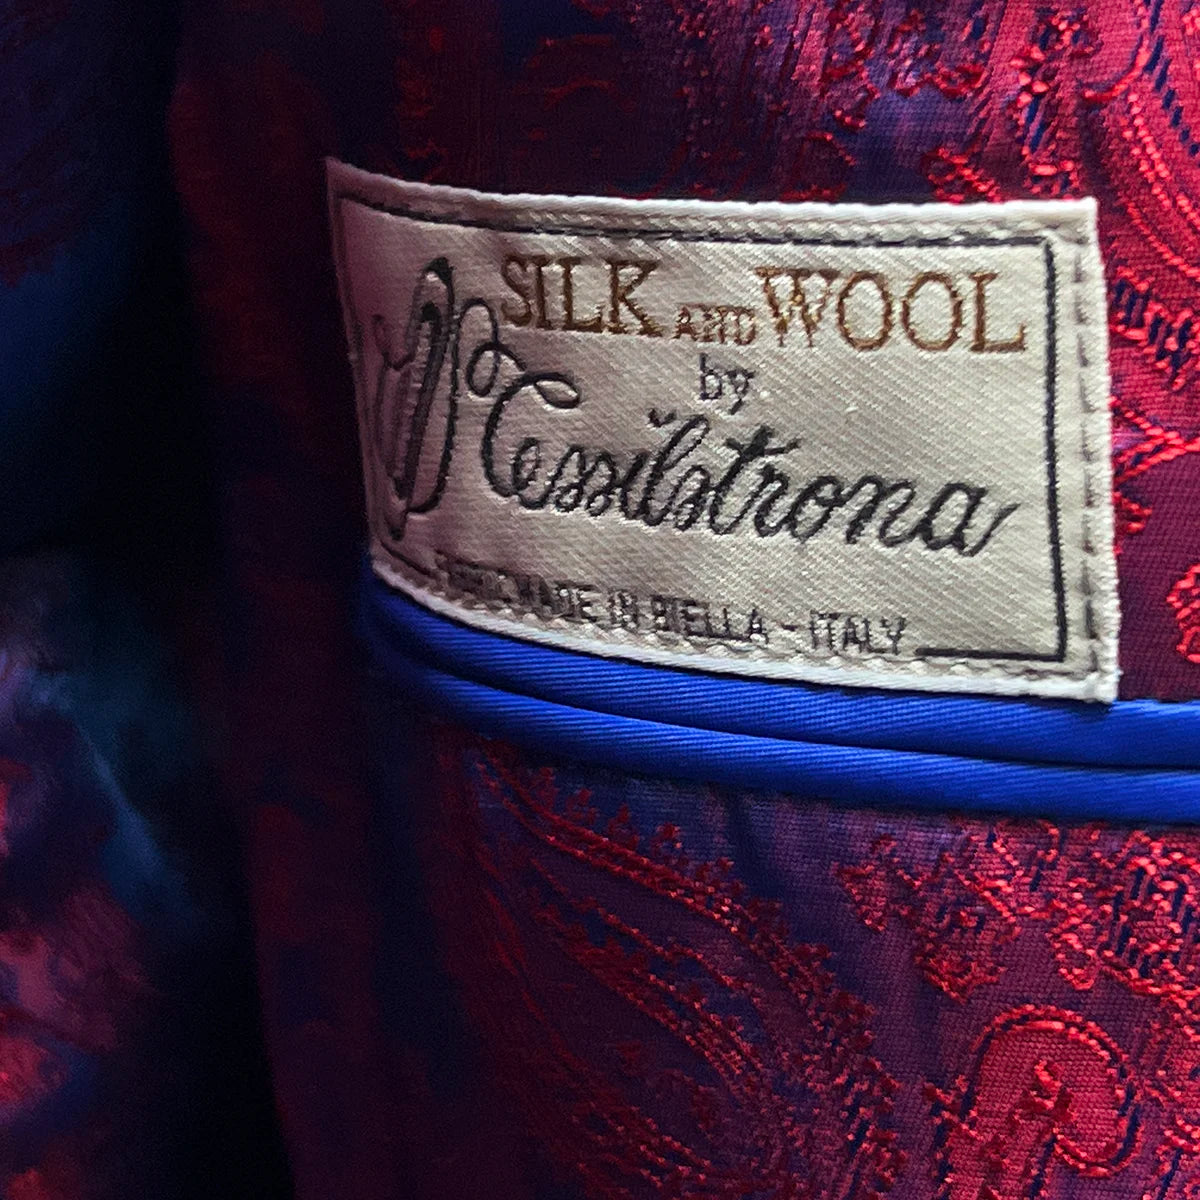 SILK AND WOOL
by
Tessilstrona
MADE IN BIELLA - ITALY